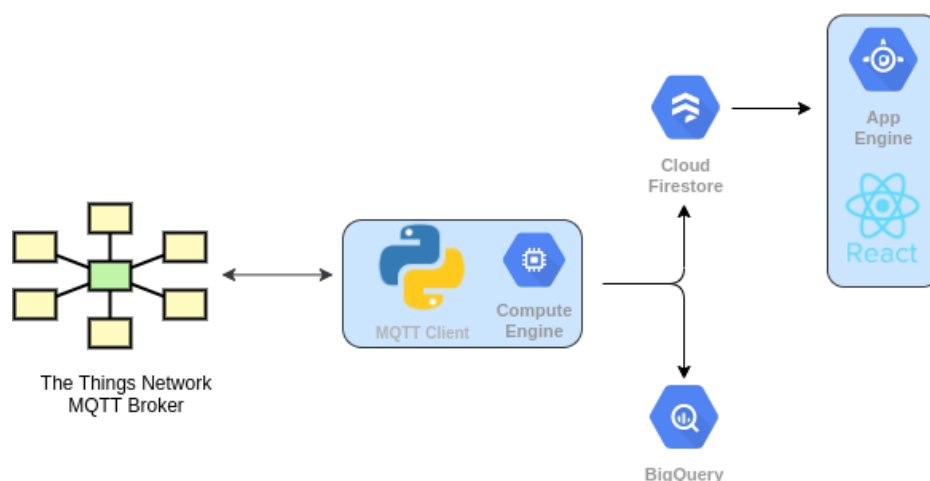 The Things Network
MQTT Broker
MQTT Client
Compute
Engine
Cloud
Firestore
BigQuery
App
Engine
React